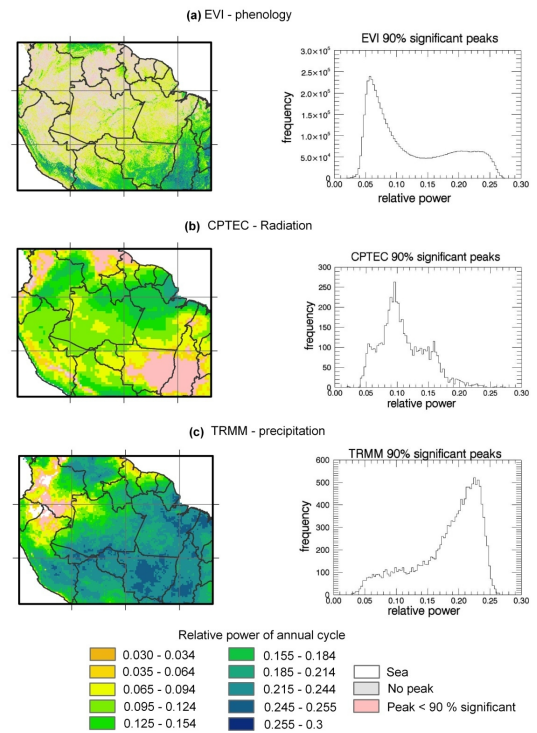 (a) EVI - phenology
EVI 90% significant peaks
3.0×10⁵
2.5×10⁵
2.0×10⁵
1.5×10⁵
1.0×10⁵
5.0×10⁴
0
frequency
0.00 0.05 0.10 0.15 0.20 0.25 0.30
relative power
(b) CPTEC - Radiation
CPTEC 90% significant peaks
300
250
200
150
100
50
0
frequency
0.00 0.05 0.10 0.15 0.20 0.25 0.30
relative power
(c) TRMM - precipitation
TRMM 90% significant peaks
600
500
400
300
200
100
0
frequency
0.00 0.05 0.10 0.15 0.20 0.25 0.30
relative power
Relative power of annual cycle
0.030 - 0.034
0.035 - 0.064
0.065 - 0.094
0.095 - 0.124
0.125 - 0.154
0.155 - 0.184
0.185 - 0.214
0.215 - 0.244
0.245 - 0.255
0.255 - 0.3
Sea
No peak
Peak < 90 % significant